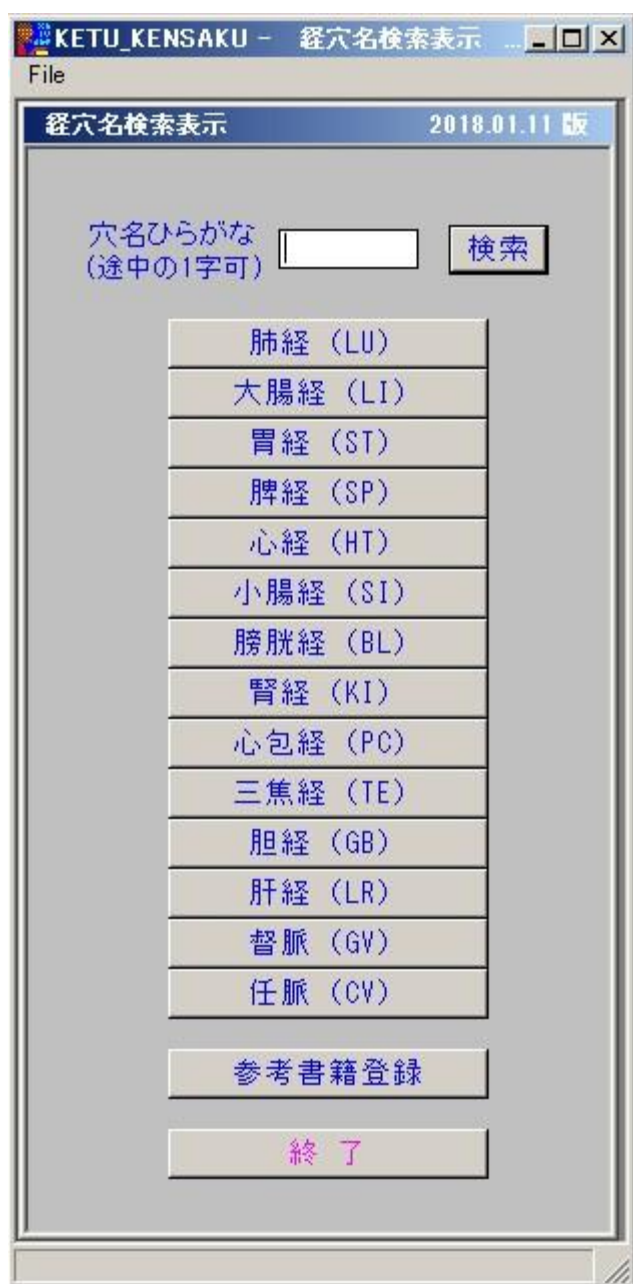 KETU_KENSAKU - 経穴名検索表示 ...
File
経穴名検索表示 2018.01.11 版
穴名ひらがな
(途中の1字可)
検索
肺経 (LU)
大腸経 (LI)
胃経 (ST)
脾経 (SP)
心経 (HT)
小腸経 (SI)
膀胱経 (BL)
腎経 (KI)
心包経 (PC)
三焦経 (TE)
胆経 (GB)
肝経 (LR)
督脈 (GV)
任脈 (CV)
参考書籍登録
終 了